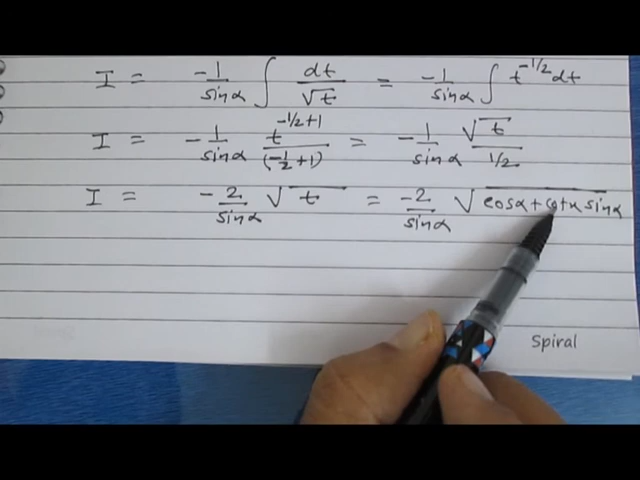 I = -1/sinα ∫ dt/√t = -1/sinα ∫ t^{-1/2} dt
I = -1/sinα t^{-1/2+1}/(-1/2+1) = -1/sinα √t/(1/2)
I = -2/sinα √t = -2/sinα √(cosα+cotx sinα)
Spiral